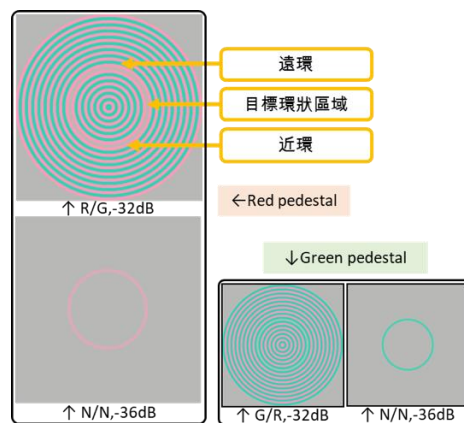 遠環
目標環狀區域
近環
↑ R/G,-32dB
←Red pedestal
↓Green pedestal
↑ N/N,-36dB
↑ G/R,-32dB
↑ N/N,-36dB